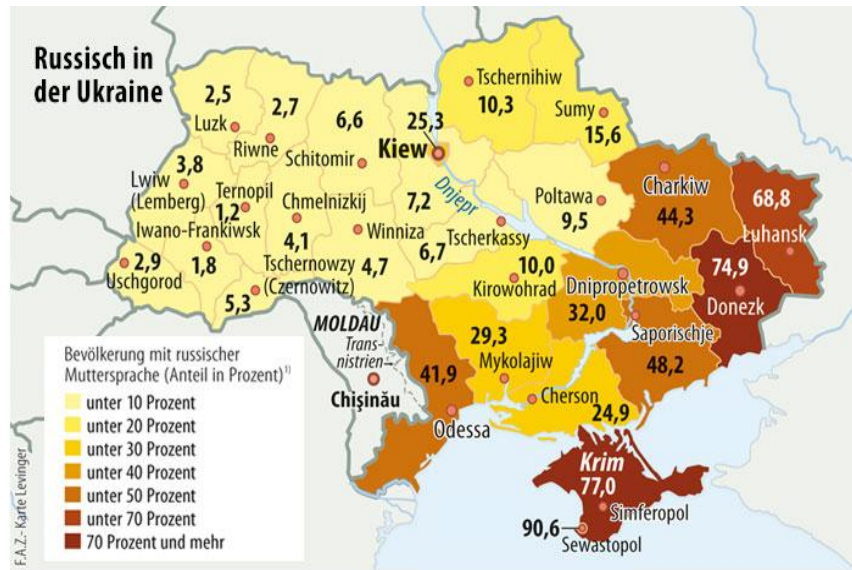 Russisch in
der Ukraine
2,5
Luzk
2,7
Riwne
6,6
Schitomir
25,3
Kiew
Tschernihiw
10,3
Sumy
15,6
3,8
Lwiw
(Lemberg)
Ternopil
1,2
Iwano-Frankiwsk
1,8
2,9
Uschgorod
5,3
Chmelnizkij
4,1
Tschernowzy
(Czernowitz)
Winniza
4,7
7,2
Dnjepr
Tscherkassy
6,7
Poltawa
9,5
Charkiw
44,3
68,8
Luhansk
74,9
Donezk
10,0
Kirowohrad
Dnipropetrowsk
32,0
Saporischje
48,2
MOLDAU
Trans-
nistrien
Chişinău
41,9
Odessa
29,3
Mykolajiw
Cherson
24,9
Krim
77,0
Simferopol
90,6
Sewastopol
Bevölkerung mit russischer
Muttersprache (Anteil in Prozent)¹⁾
unter 10 Prozent
unter 20 Prozent
unter 30 Prozent
unter 40 Prozent
unter 50 Prozent
unter 70 Prozent
70 Prozent und mehr
F.A.Z.- Karte Levinger